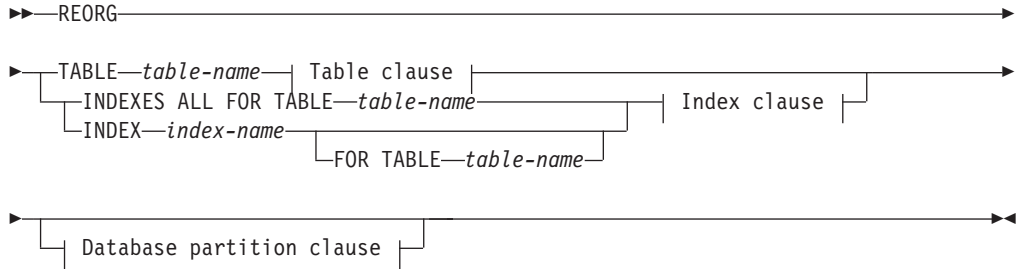 REORG
TABLE table-name Table clause
INDEXES ALL FOR TABLE table-name Index clause
INDEX index-name
FOR TABLE table-name
Database partition clause